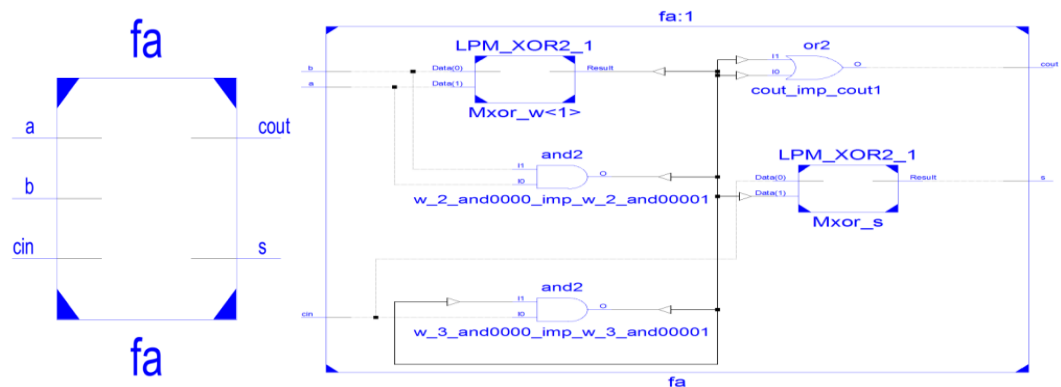 fa
a
b
cin
cout
s
fa
fa:1
LPM_XOR2_1
b
a
Data(0)
Data(1)
Result
Mxor_w<1>
or2
I1
I0
O
cout
cout_imp_cout1
and2
I1
I0
O
w_2_and0000_imp_w_2_and00001
LPM_XOR2_1
Data(0)
Data(1)
Result
s
Mxor_s
and2
cin
I1
I0
O
w_3_and0000_imp_w_3_and00001
fa